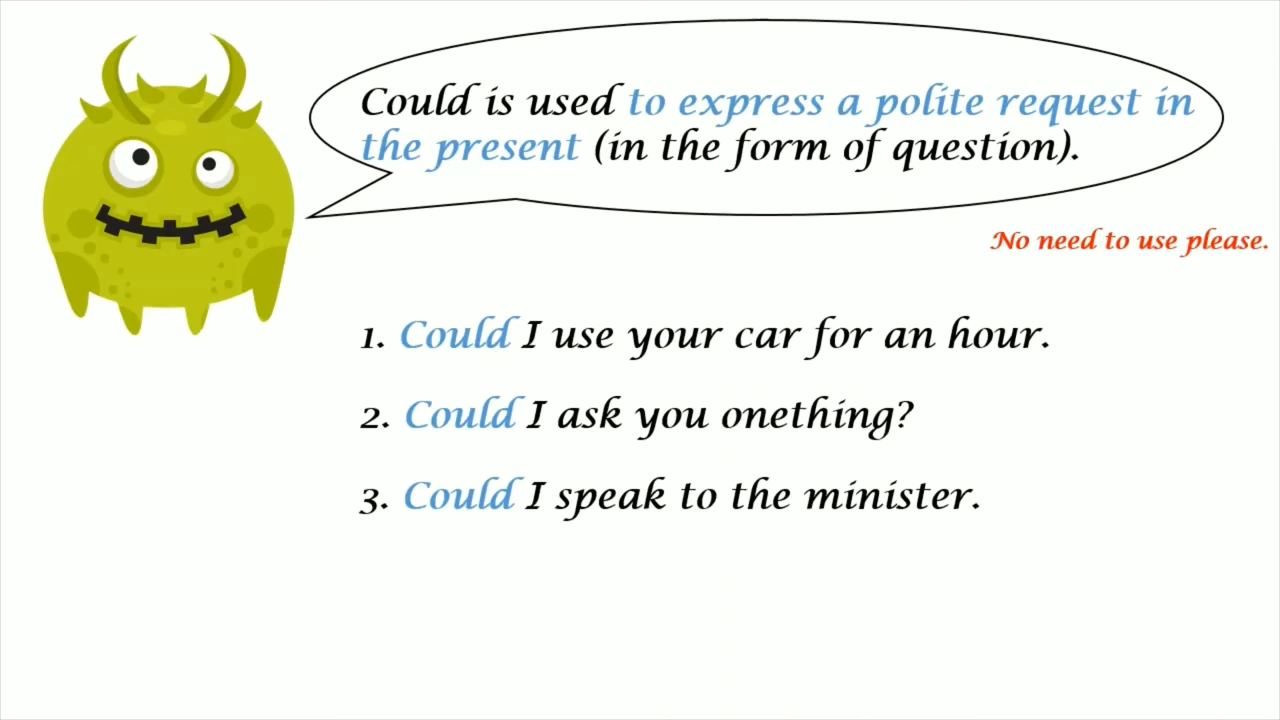 Could is used to express a polite request in
the present (in the form of question).
No need to use please.
1. Could I use your car for an hour.
2. Could I ask you onething?
3. Could I speak to the minister.